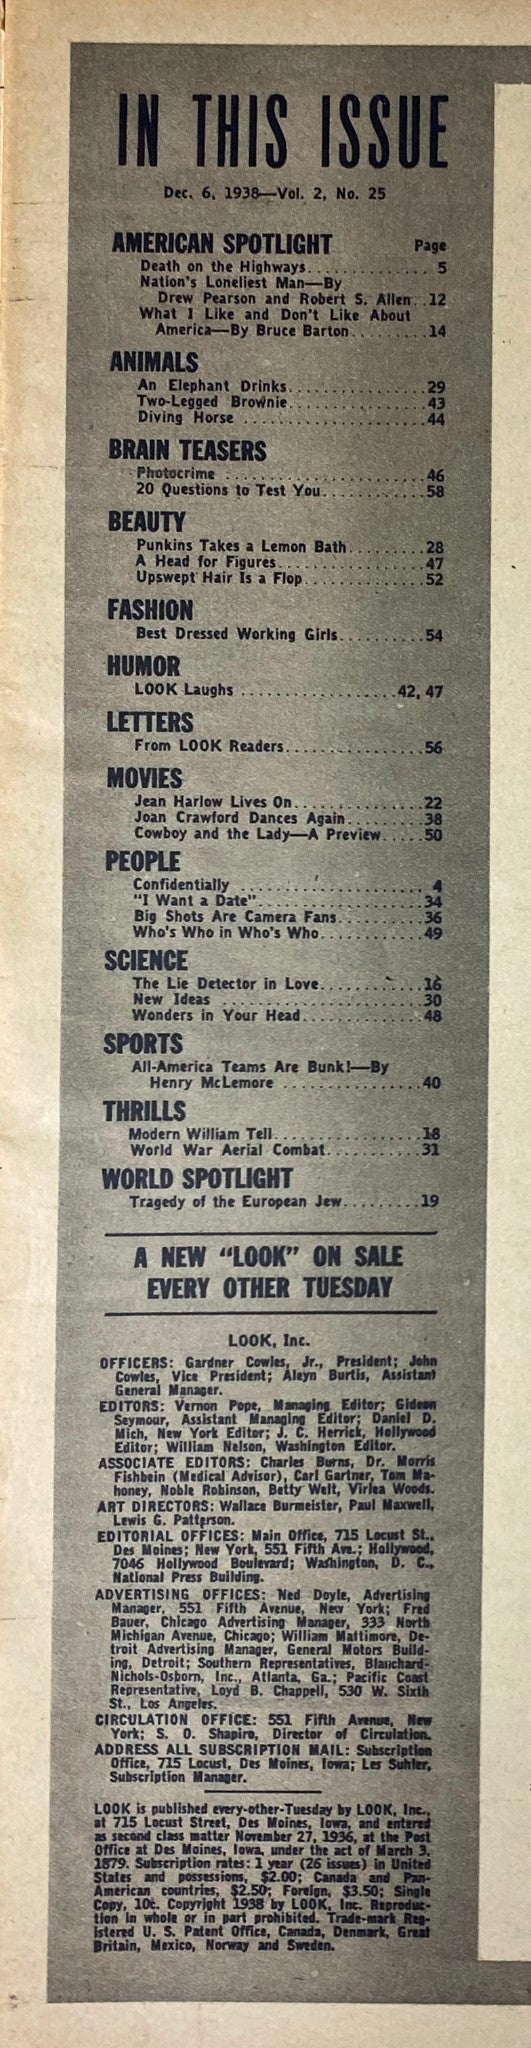 IN THIS ISSUE
Dec. 6, 1938—Vol. 2, No. 25
AMERICAN SPOTLIGHT Page
Death on the Highways............. 5
Nation's Loneliest Man—By
Drew Pearson and Robert S. Allen..12
What I Like and Don't Like About
America—By Bruce Barton..........14
ANIMALS
An Elephant Drinks.................29
Two-Legged Brownie.................43
Diving Horse ......................44
BRAIN TEASERS
Photocrime ........................46
20 Questions to Test You............58
BEAUTY
Punkins Takes a Lemon Bath.........28
A Head for Figures..................47
Upswept Hair Is a Flop..............52
FASHION
Best Dressed Working Girls..........54
HUMOR
LOOK Laughs ..................42, 47
LETTERS
From LOOK Readers.................56
MOVIES
Jean Harlow Lives On................22
Joan Crawford Dances Again..........38
Cowboy and the Lady—A Preview.....50
PEOPLE
Confidentially ..................... 4
"I Want a Date"....................34
Big Shots Are Camera Fans...........36
Who's Who in Who's Who............49
SCIENCE
The Lie Detector in Love............16
New Ideas .........................30
Wonders in Your Head...............48
SPORTS
All-America Teams Are Bunk!—By
Henry McLemore ..................40
THRILLS
Modern William Tell.................18
World War Aerial Combat............31
WORLD SPOTLIGHT
Tragedy of the European Jew.........19
A NEW "LOOK" ON SALE
EVERY OTHER TUESDAY
LOOK, Inc.
OFFICERS: Gardner Cowles, Jr., President; John
Cowles, Vice President; Aleyn Burtis, Assistant
General Manager.
EDITORS: Vernon Pope, Managing Editor; Gideon
Seymour, Assistant Managing Editor; Daniel D.
Mich, New York Editor; J. C. Herrick, Hollywood
Editor; William Nelson, Washington Editor.
ASSOCIATE EDITORS: Charles Burns, Dr. Morris
Fishbein (Medical Advisor), Carl Gartner, Tom Ma-
honey, Noble Robinson, Betty Welt, Virlea Woods.
ART DIRECTORS: Wallace Burmeister, Paul Maxwell,
Lewis G. Patterson.
EDITORIAL OFFICES: Main Office, 715 Locust St.,
Des Moines; New York, 551 Fifth Ave.; Hollywood,
7046 Hollywood Boulevard; Washington, D. C.,
National Press Building.
ADVERTISING OFFICES: Ned Doyle, Advertising
Manager, 551 Fifth Avenue, New York; Fred
Bauer, Chicago Advertising Manager, 333 North
Michigan Avenue, Chicago; William Mattimore, De-
troit Advertising Manager, General Motors Build-
ing, Detroit; Southern Representatives, Blanchard-
Nichols-Osborn, Inc., Atlanta, Ga.; Pacific Coast
Representative, Loyd B. Chappell, 530 W. Sixth
St., Los Angeles.
CIRCULATION OFFICE: 551 Fifth Avenue, New
York; S. O. Shapiro, Director of Circulation.
ADDRESS ALL SUBSCRIPTION MAIL: Subscription
Office, 715 Locust, Des Moines, Iowa; Les Suhler,
Subscription Manager.
LOOK is published every-other-Tuesday by LOOK, Inc.,
at 715 Locust Street, Des Moines, Iowa, and entered
as second class matter November 27, 1936, at the Post
Office at Des Moines, Iowa, under the act of March 3,
1879. Subscription rates: 1 year (26 issues) in United
States and possessions, $2.00; Canada and Pan-
American countries, $2.50; Foreign, $3.50; Single
Copy, 10¢. Copyright 1938 by LOOK, Inc. Reproduc-
tion in whole or in part prohibited. Trade-mark Reg-
istered U. S. Patent Office, Canada, Denmark, Great
Britain, Mexico, Norway and Sweden.